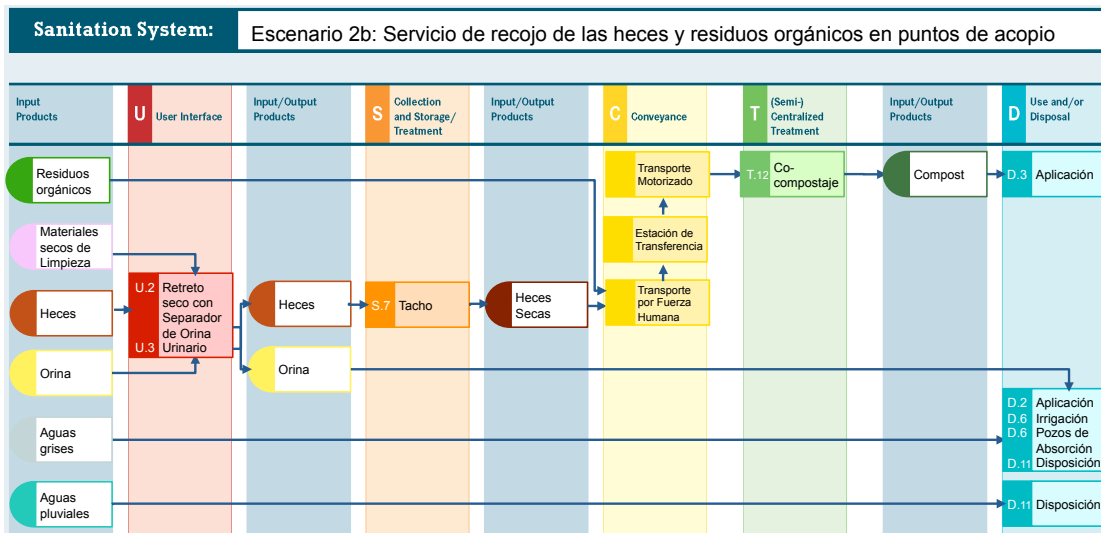 Sanitation System:
Escenario 2b: Servicio de recojo de las heces y residuos orgánicos en puntos de acopio
Input
Products
U User Interface
Input/Output
Products
S Collection
and Storage/
Treatment
Input/Output
Products
C Conveyance
T (Semi-)
Centralized
Treatment
Input/Output
Products
D Use and/or
Disposal
Residuos
orgánicos
Materiales
secos de
Limpieza
Heces
Orina
Aguas
grises
Aguas
pluviales
U.2 Retreto
seco con
Separador
de Orina
U.3 Urinario
Heces
Orina
S.7 Tacho
Heces
Secas
Transporte
Motorizado
Estación de
Transferencia
Transporte
por Fuerza
Humana
T.12 Co-
compostaje
Compost
D.3 Aplicación
D.2 Aplicación
D.6 Irrigación
D.6 Pozos de
Absorción
D.11 Disposición
D.11 Disposición